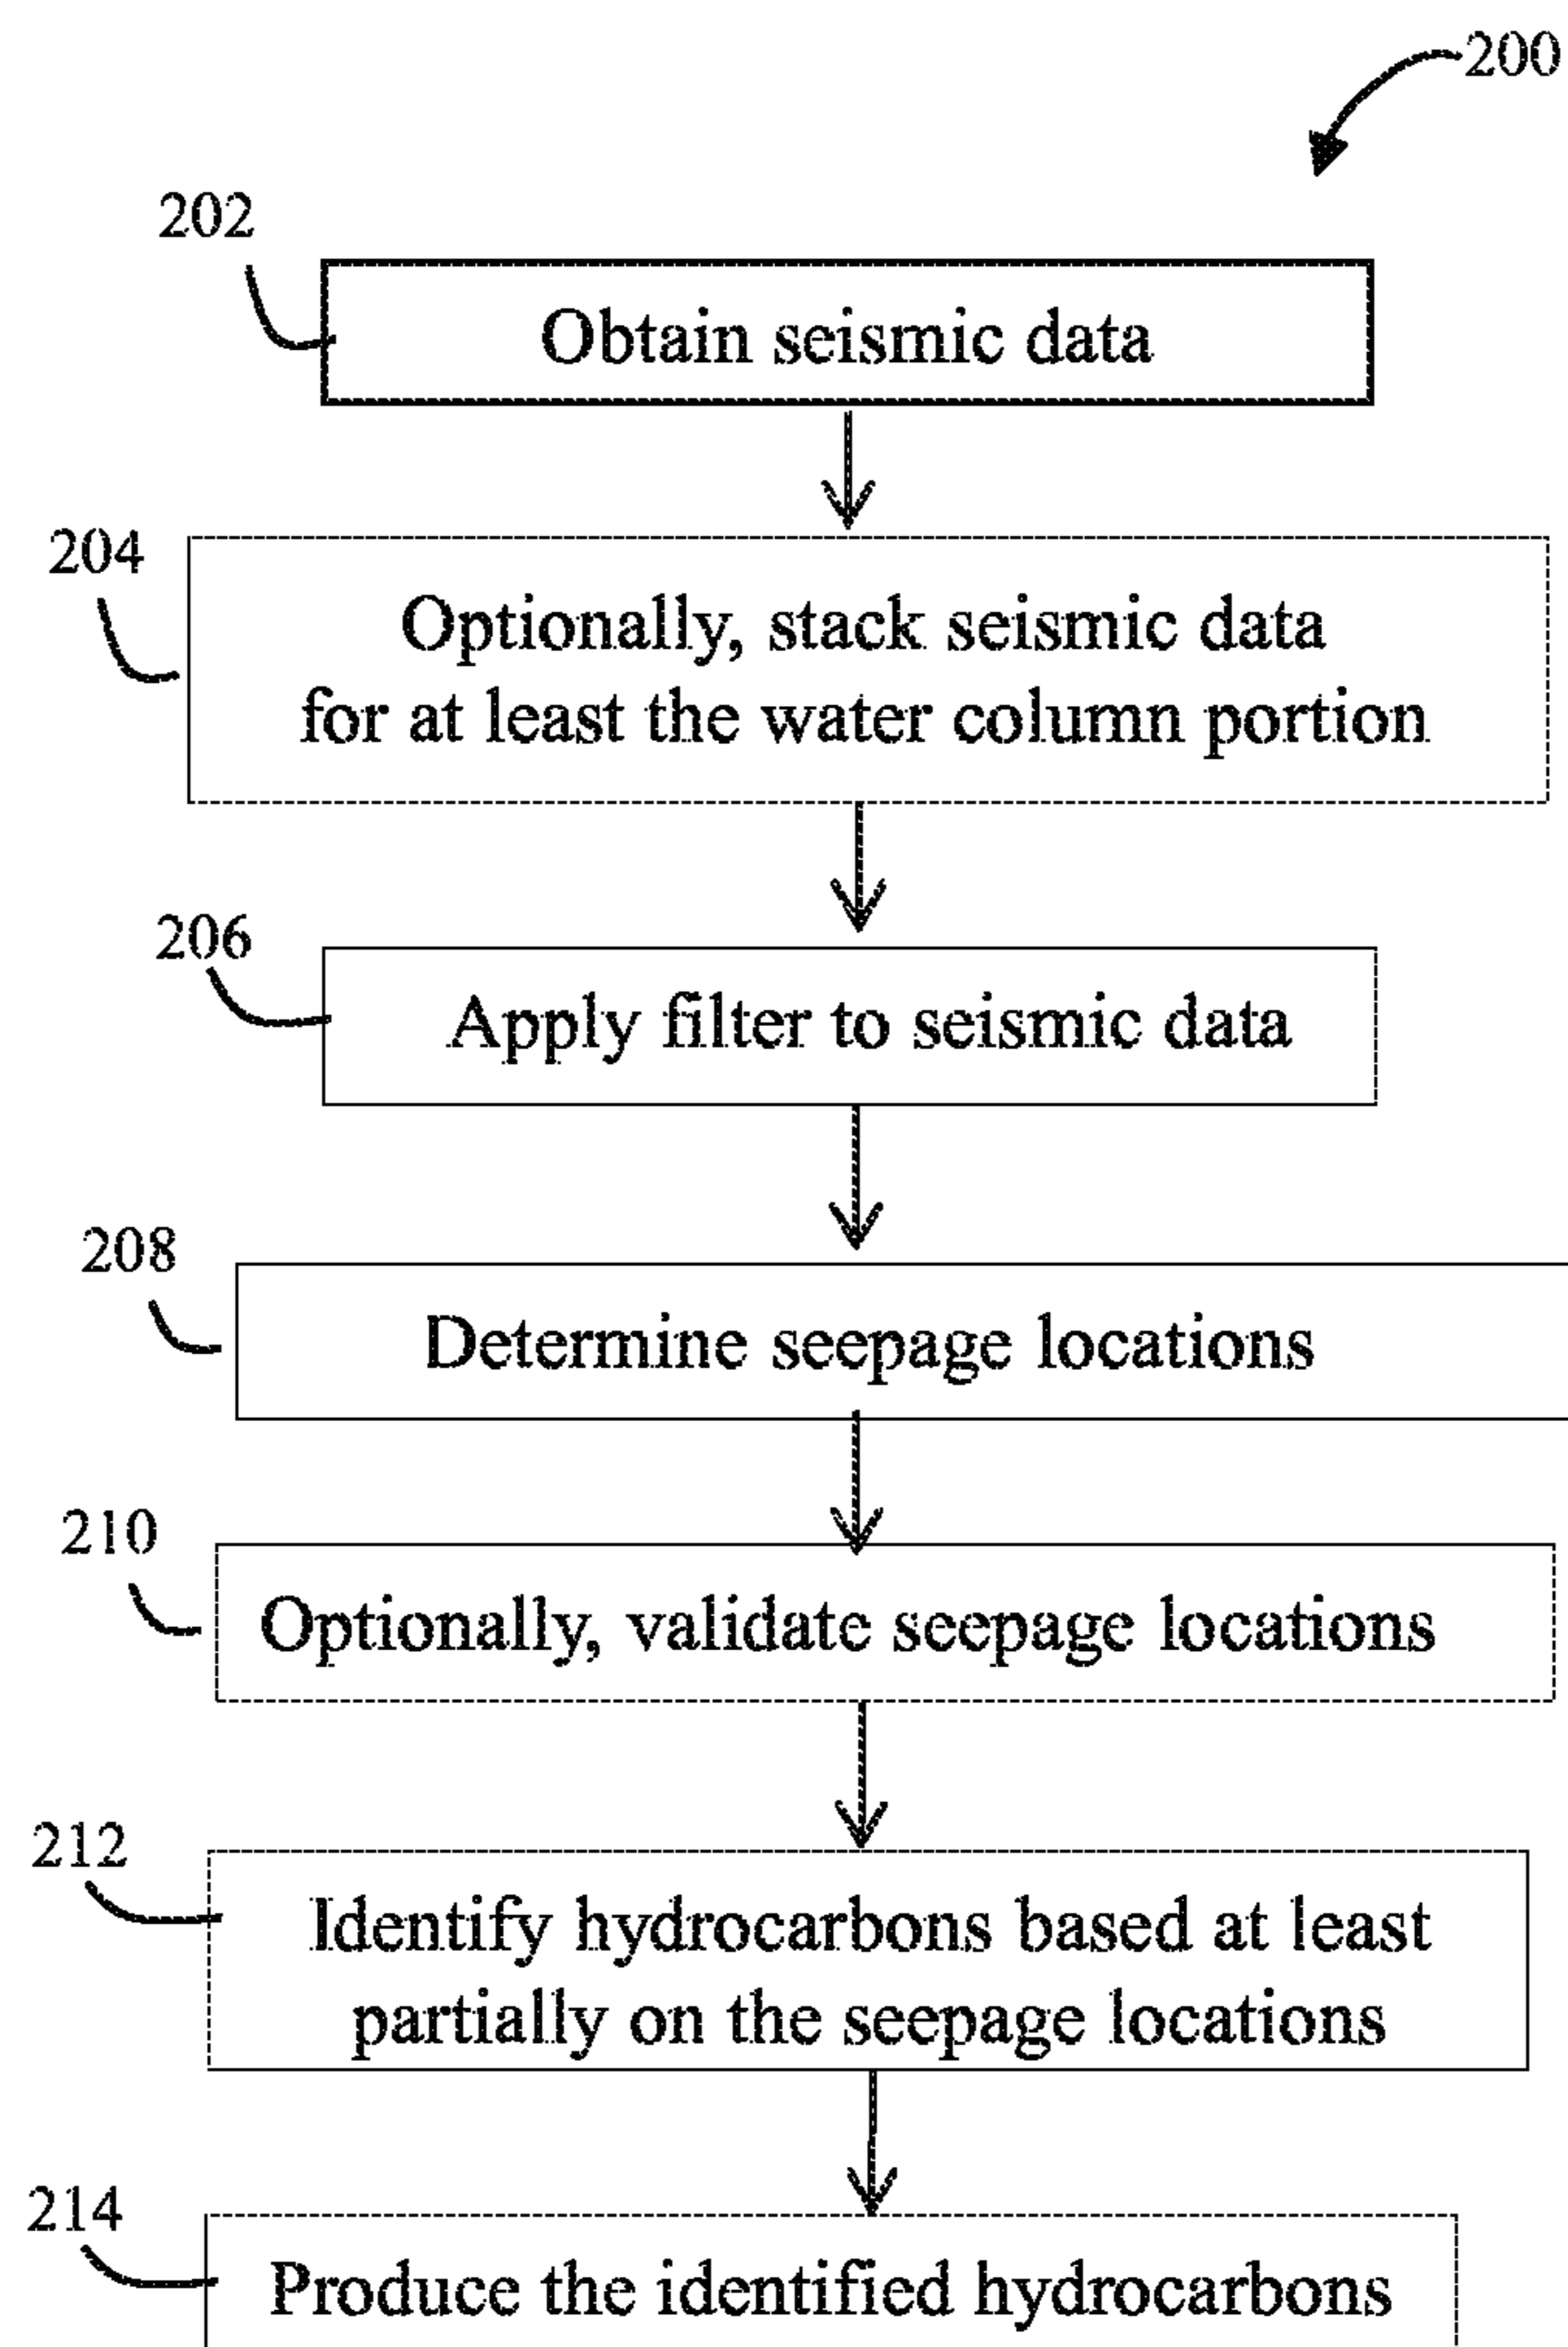 200
202
Obtain seismic data
204
Optionally, stack seismic data
for at least the water column portion
206
Apply filter to seismic data
208
Determine seepage locations
210
Optionally, validate seepage locations
212
Identify hydrocarbons based at least
partially on the seepage locations
214
Produce the identified hydrocarbons